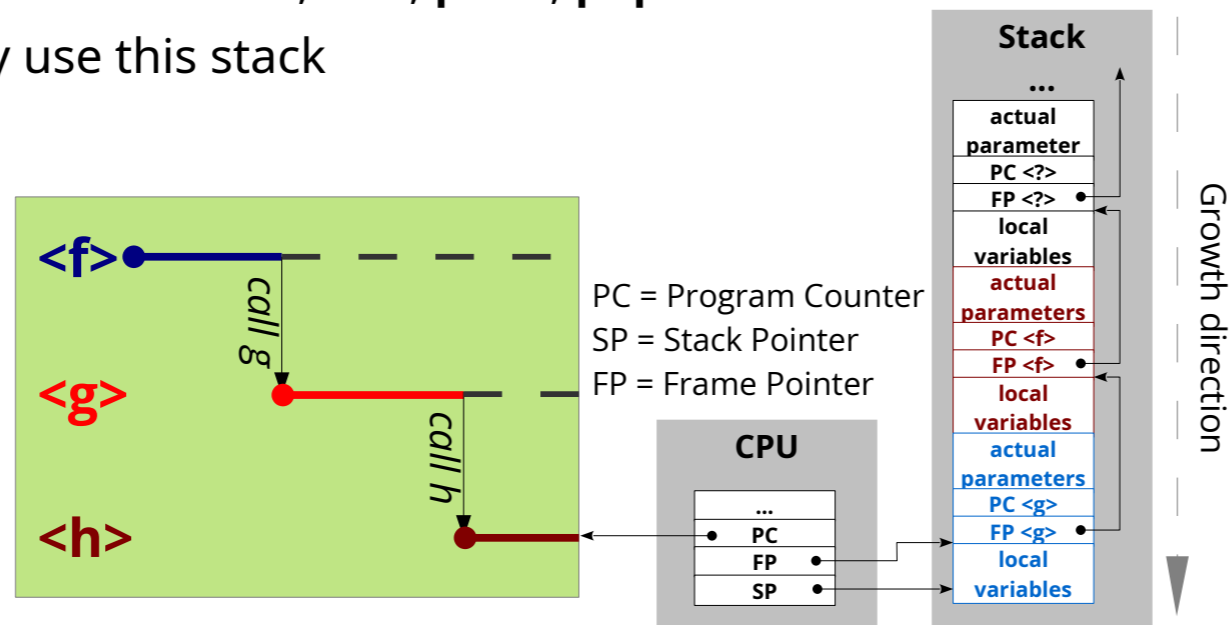 y use this stack
<f>
call g
<g>
call h
<h>
PC = Program Counter
SP = Stack Pointer
FP = Frame Pointer
CPU
...
PC
FP
SP
Stack
...
actual
parameter
PC <?>
FP <?>
local
variables
actual
parameters
PC <f>
FP <f>
local
variables
actual
parameters
PC <g>
FP <g>
local
variables
Growth direction